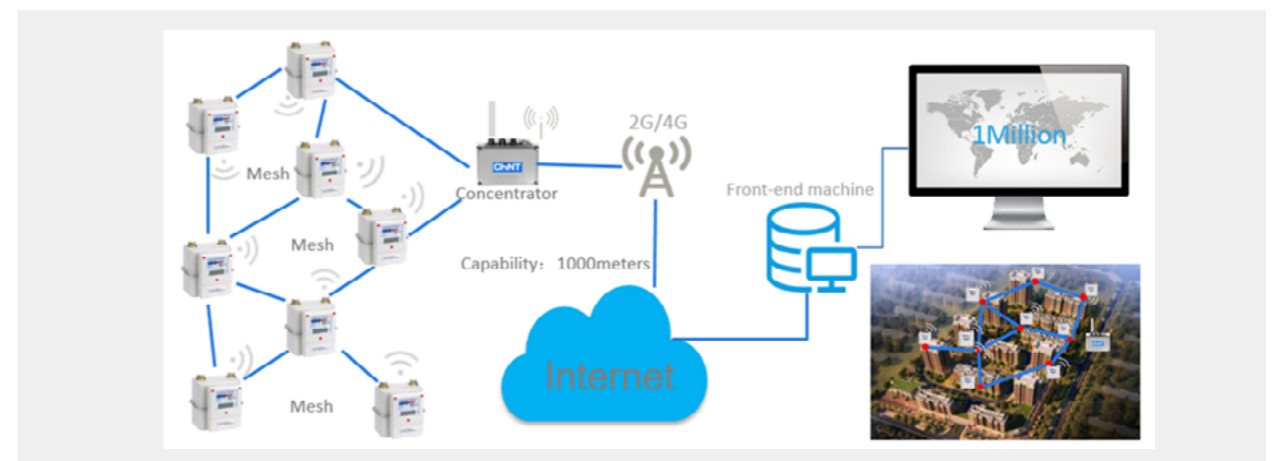 2G/4G
1Million
Mesh
CHNT
Concentrator
Front-end machine
Mesh
Capability：1000meters
Internet
Mesh